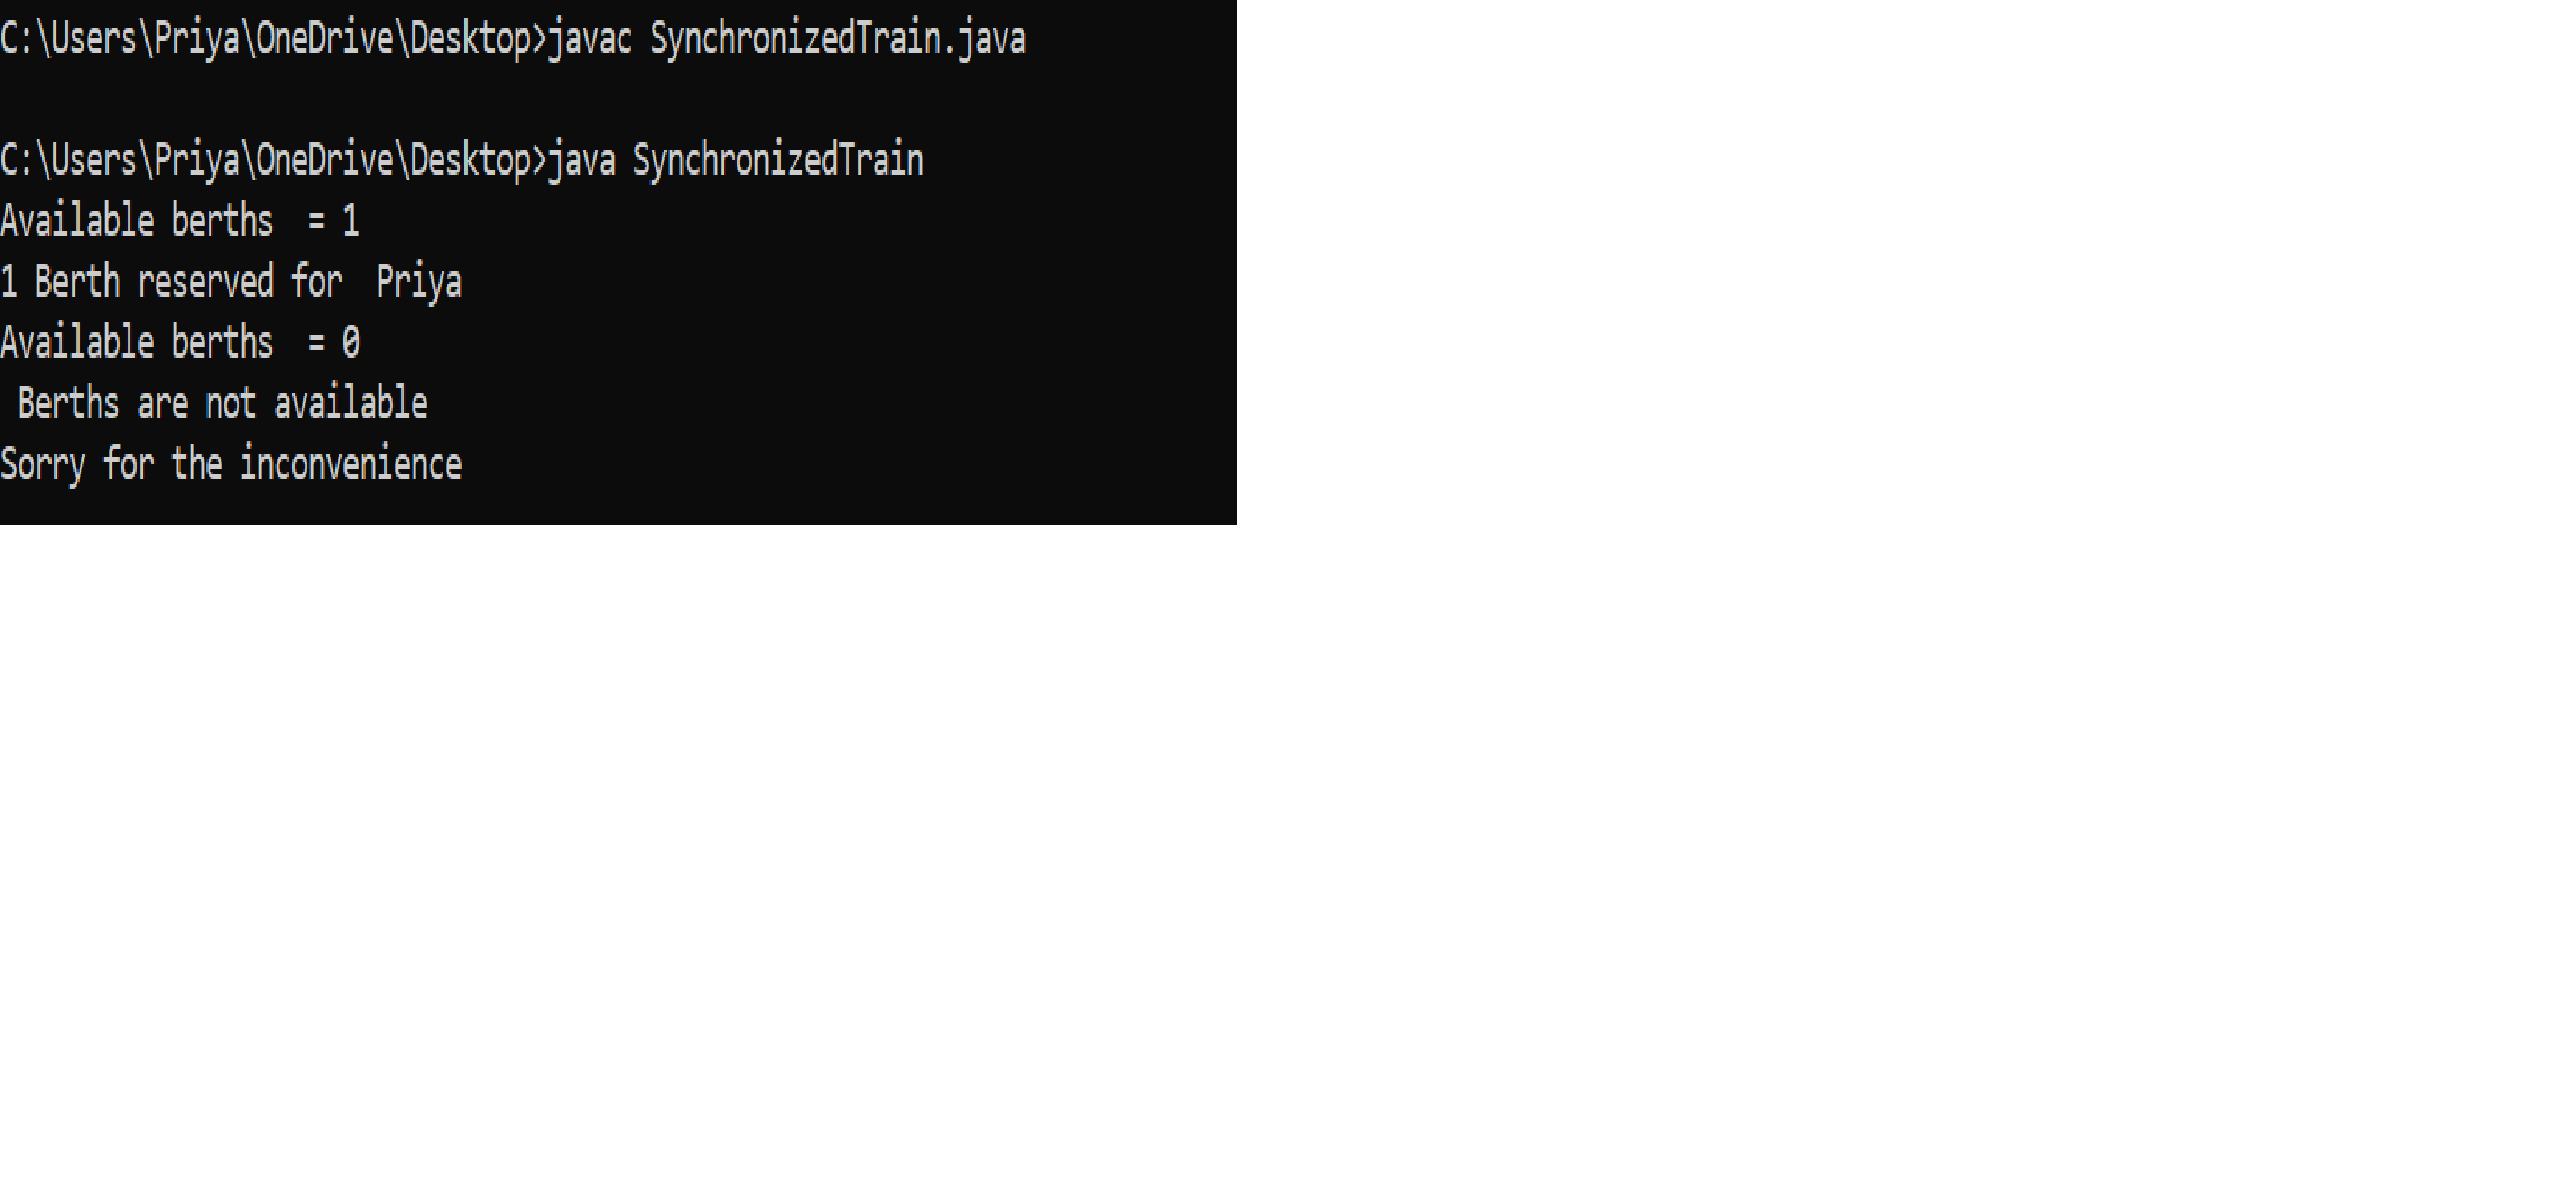 C:\Users\Priya\OneDrive\Desktop>javac SynchronizedTrain.java
C:\Users\Priya\OneDrive\Desktop>java SynchronizedTrain
Available berths  = 1
1 Berth reserved for  Priya
Available berths  = 0
 Berths are not available
Sorry for the inconvenience